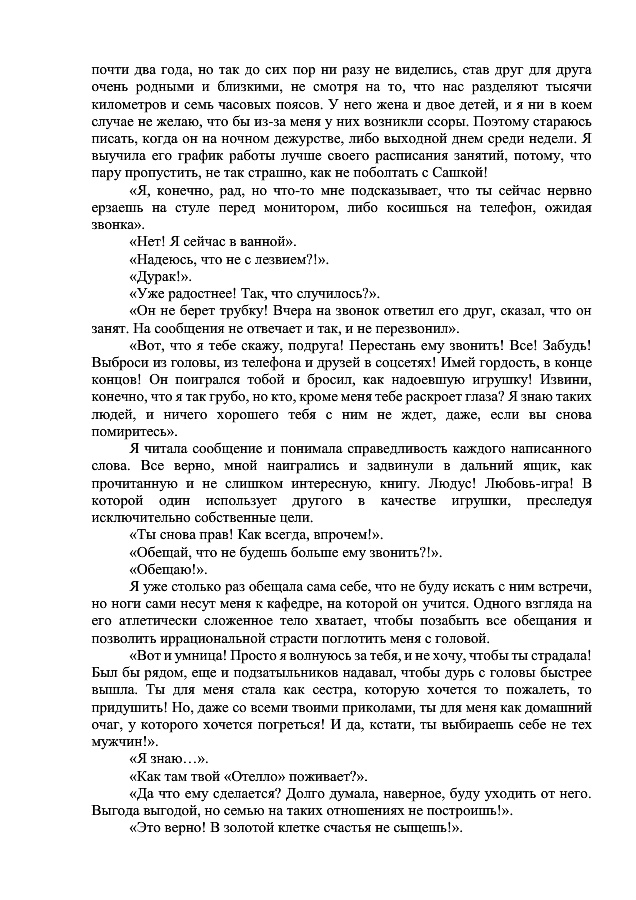 почти два года, но так до сих пор ни разу не виделись, став друг для друга
очень родными и близкими, не смотря на то, что нас разделяют тысячи
километров и семь часовых поясов. У него жена и двое детей, и я ни в коем
случае не желаю, что бы из-за меня у них возникли ссоры. Поэтому стараюсь
писать, когда он на ночном дежурстве, либо выходной днем среди недели. Я
выучила его график работы лучше своего расписания занятий, потому, что
пару пропустить, не так страшно, как не поболтать с Сашкой!
«Я, конечно, рад, но что-то мне подсказывает, что ты сейчас нервно
ерзаешь на стуле перед монитором, либо косишься на телефон, ожидая
звонка».
«Нет! Я сейчас в ванной».
«Надеюсь, что не с лезвием?!».
«Дурак!».
«Уже радостнее! Так, что случилось?».
«Он не берет трубку! Вчера на звонок ответил его друг, сказал, что он
занят. На сообщения не отвечает и так, и не перезвонил».
«Вот, что я тебе скажу, подруга! Перестань ему звонить! Все! Забудь!
Выброси из головы, из телефона и друзей в соцсетях! Имей гордость, в конце
концов! Он поигрался тобой и бросил, как надоевшую игрушку! Извини,
конечно, что я так грубо, но кто, кроме меня тебе раскроет глаза? Я знаю таких
людей, и ничего хорошего тебя с ним не ждет, даже, если вы снова
помиритесь».
Я читала сообщение и понимала справедливость каждого написанного
слова. Все верно, мной наигрались и задвинули в дальний ящик, как
прочитанную и не слишком интересную, книгу. Людус! Любовь-игра! В
которой один использует другого в качестве игрушки, преследуя
исключительно собственные цели.
«Ты снова прав! Как всегда, впрочем!».
«Обещай, что не будешь больше ему звонить?!».
«Обещаю!».
Я уже столько раз обещала сама себе, что не буду искать с ним встречи,
но ноги сами несут меня к кафедре, на которой он учится. Одного взгляда на
его атлетически сложенное тело хватает, чтобы позабыть все обещания и
позволить иррациональной страсти поглотить меня с головой.
«Вот и умница! Просто я волнуюсь за тебя, и не хочу, чтобы ты страдала!
Был бы рядом, еще и подзатыльников надавал, чтобы дурь с головы быстрее
вышла. Ты для меня стала как сестра, которую хочется то пожалеть, то
придушить! Но, даже со всеми твоими приколами, ты для меня как домашний
очаг, у которого хочется погреться! И да, кстати, ты выбираешь себе не тех
мужчин!».
«Я знаю…».
«Как там твой «Отелло» поживает?».
«Да что ему сделается? Долго думала, наверное, буду уходить от него.
Выгода выгодой, но семью на таких отношениях не построишь!».
«Это верно! В золотой клетке счастья не сыщешь!».